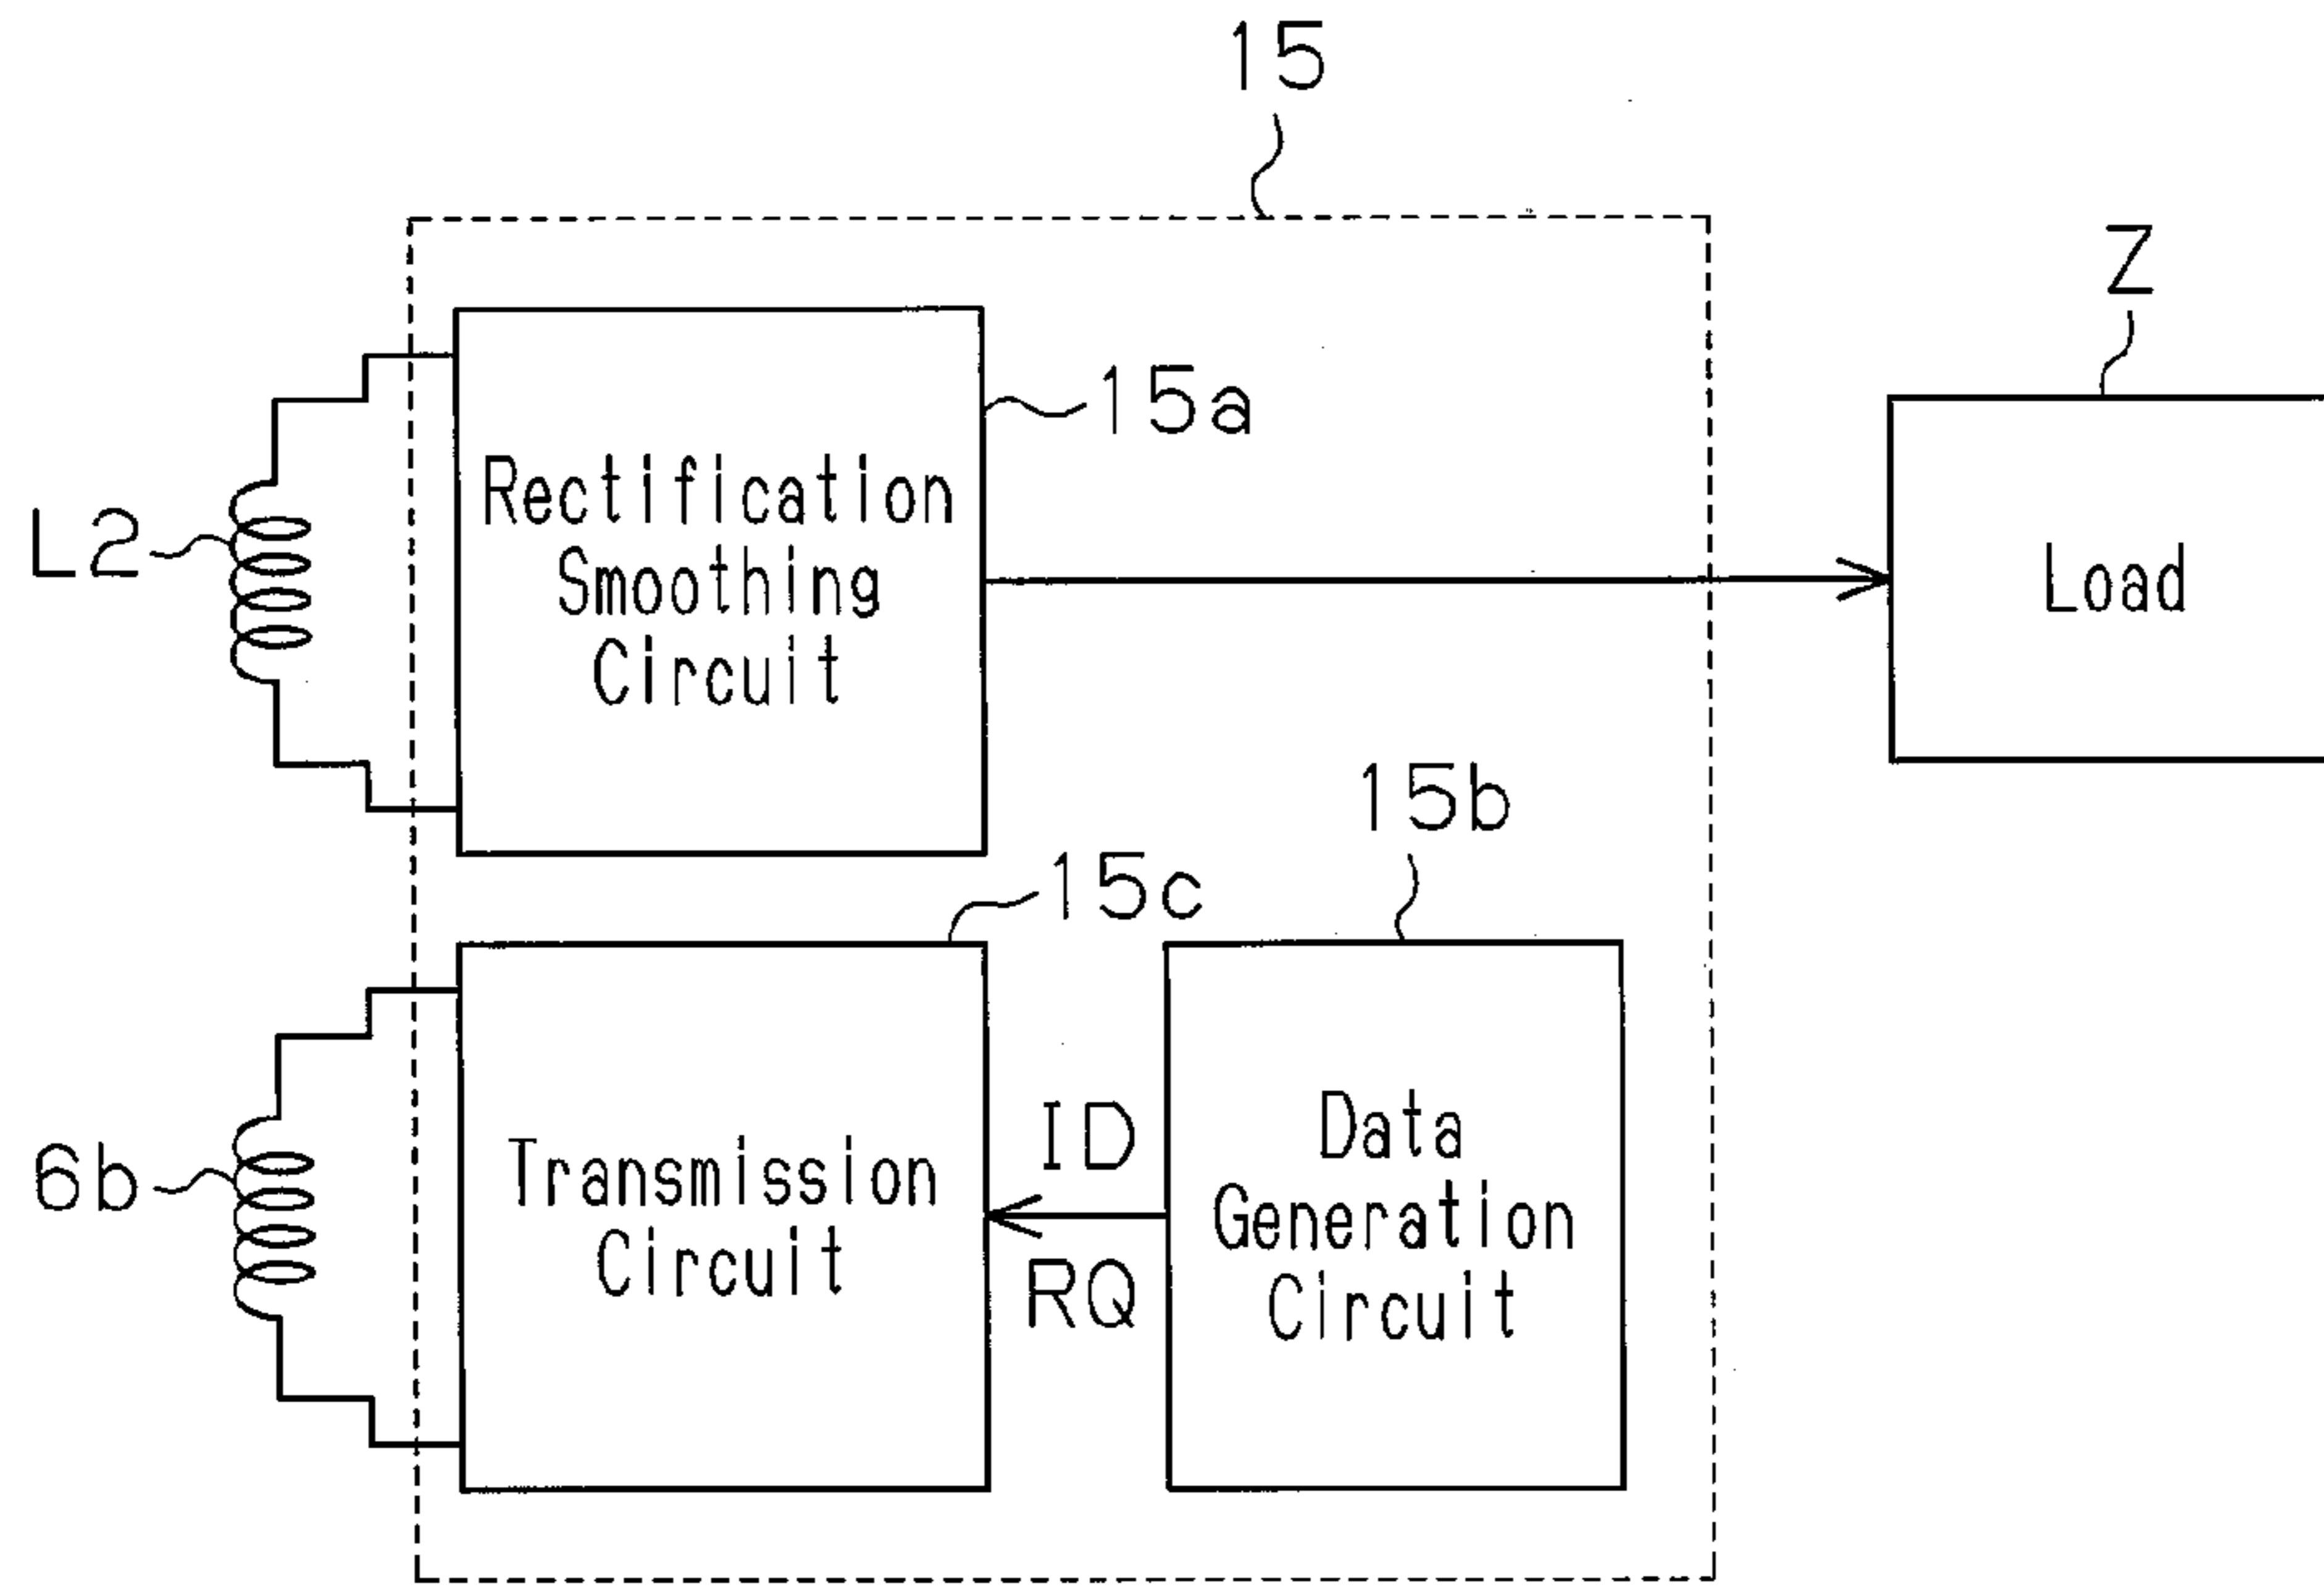 15
Z
15a
Rectification
Smoothing
Circuit
L2
Load
15b
15c
6b
Transmission
Circuit
ID
RQ
Data
Generation
Circuit